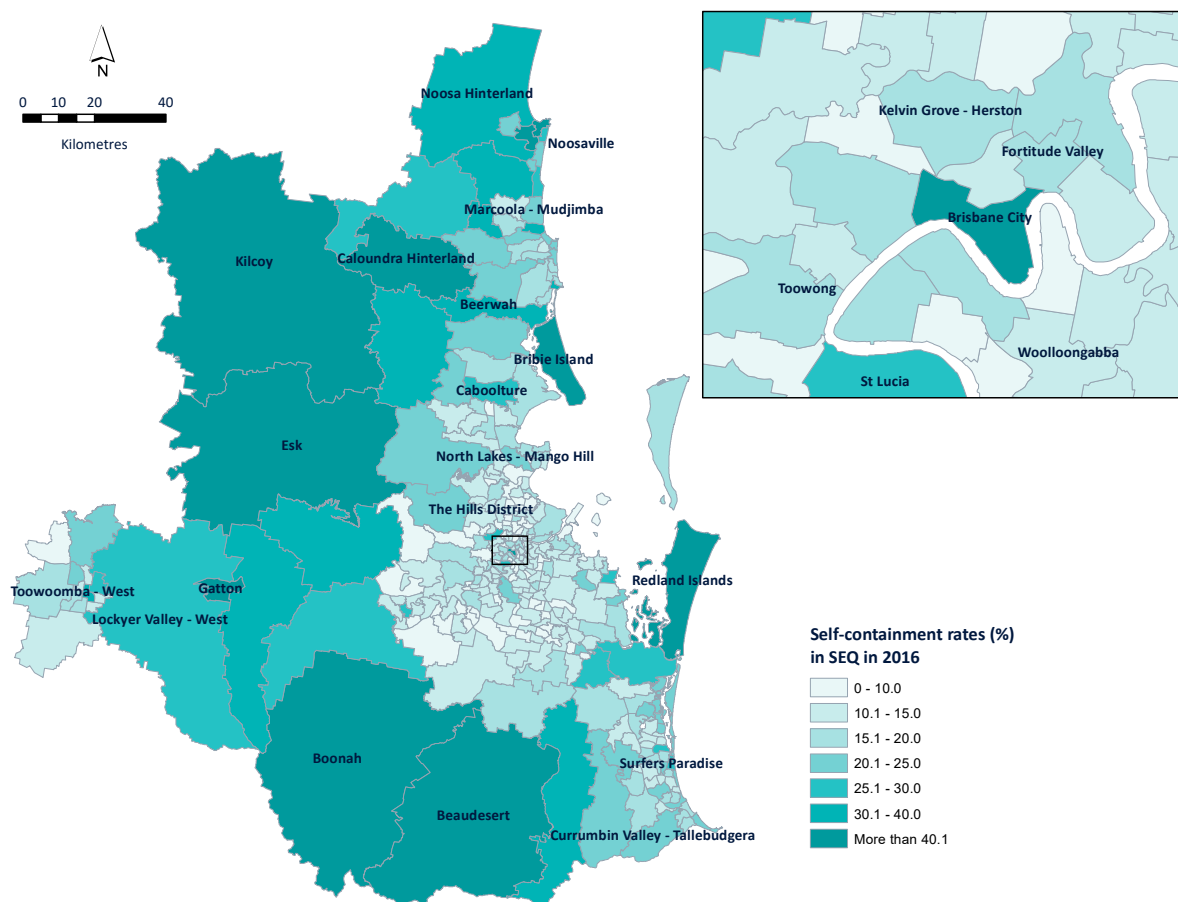 N
0 10 20 40
Kilometres
Noosa Hinterland
Noosaville
Marcoola - Mudjimba
Kilcoy
Caloundra Hinterland
Beerwah
Bribie Island
Caboolture
Esk
North Lakes - Mango Hill
The Hills District
Redland Islands
Toowoomba - West
Gatton
Lockyer Valley - West
Boonah
Surfers Paradise
Beaudesert
Currumbin Valley - Tallebudgera
Kelvin Grove - Herston
Fortitude Valley
Brisbane City
Toowong
Woolloongabba
St Lucia
Self-containment rates (%)
in SEQ in 2016
0 - 10.0
10.1 - 15.0
15.1 - 20.0
20.1 - 25.0
25.1 - 30.0
30.1 - 40.0
More than 40.1